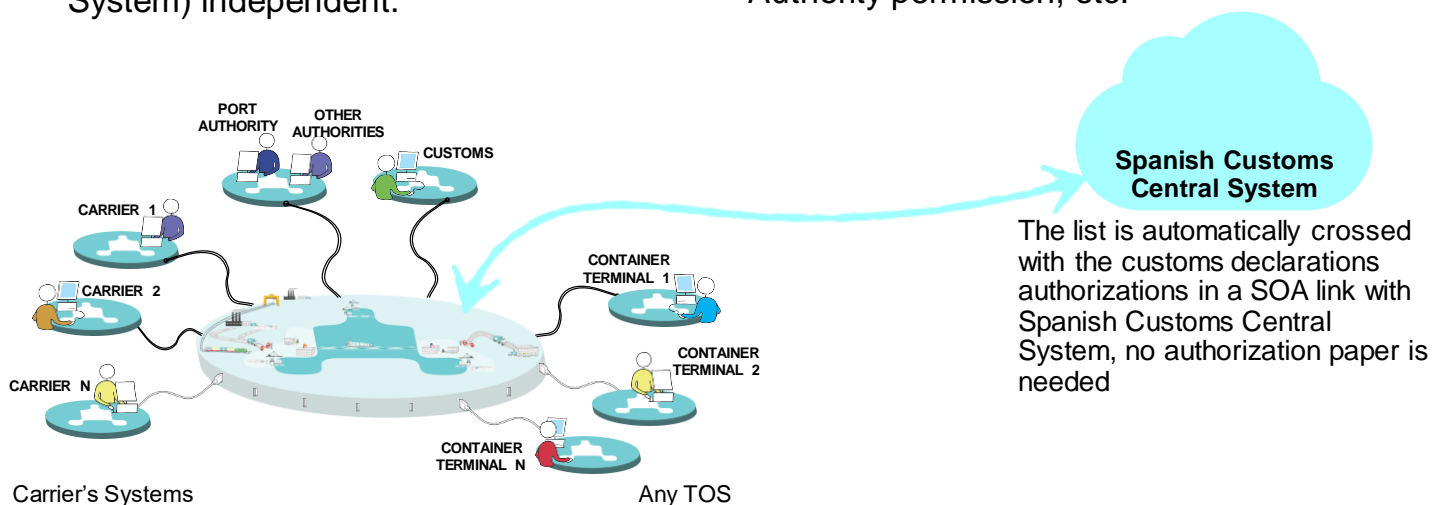 System) independent.
Authority permission, etc.
PORT
AUTHORITY
OTHER
AUTHORITIES
CUSTOMS
CARRIER 1
CARRIER 2
CARRIER N
CONTAINER
TERMINAL 1
CONTAINER
TERMINAL 2
CONTAINER
TERMINAL N
Carrier's Systems
Any TOS
Spanish Customs
Central System
The list is automatically crossed
with the customs declarations
authorizations in a SOA link with
Spanish Customs Central
System, no authorization paper is
needed